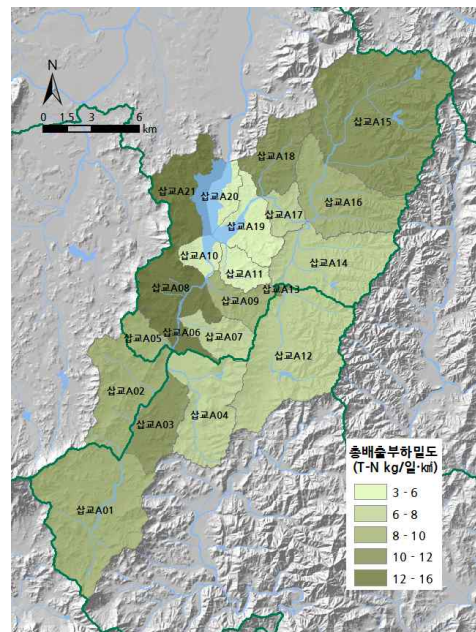 N
0 1.5 3 6
km
삽교A15
삽교A18
삽교A21
삽교A20
삽교A16
삽교A17
삽교A19
삽교A10
삽교A14
삽교A11
삽교A08
삽교A13
삽교A09
삽교A06
삽교A05
삽교A07
삽교A12
삽교A02
삽교A04
삽교A03
삽교A01
총배출부하밀도
(T-N kg/일·㎢)
3 - 6
6 - 8
8 - 10
10 - 12
12 - 16